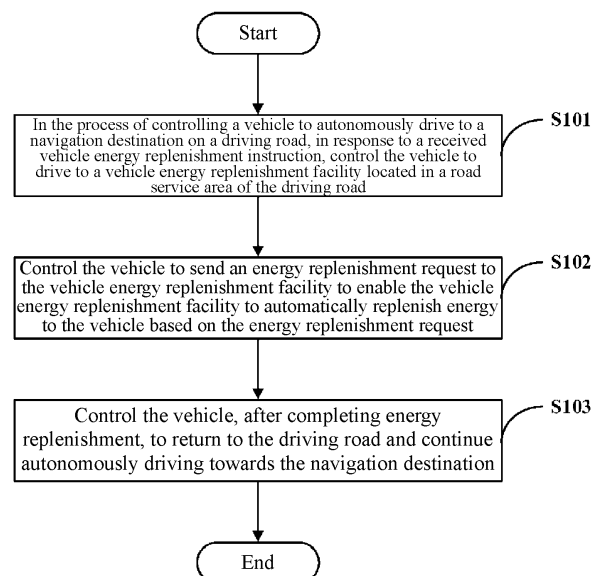 Start
In the process of controlling a vehicle to autonomously drive to a
navigation destination on a driving road, in response to a received
vehicle energy replenishment instruction, control the vehicle to
drive to a vehicle energy replenishment facility located in a road
service area of the driving road
S101
Control the vehicle to send an energy replenishment request to
the vehicle energy replenishment facility to enable the vehicle
energy replenishment facility to automatically replenish energy
to the vehicle based on the energy replenishment request
S102
Control the vehicle, after completing energy
replenishment, to return to the driving road and continue
autonomously driving towards the navigation destination
S103
End